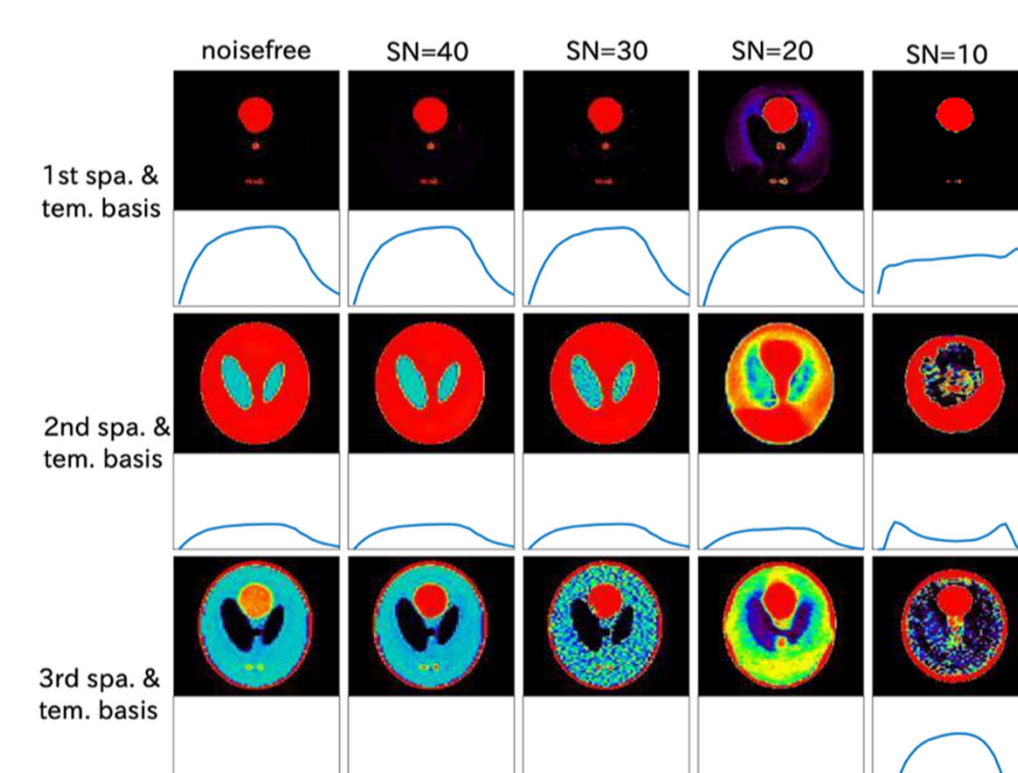 noisefree SN=40 SN=30 SN=20 SN=10
1st spa. &
tem. basis
2nd spa. &
tem. basis
3rd spa. &
tem. basis